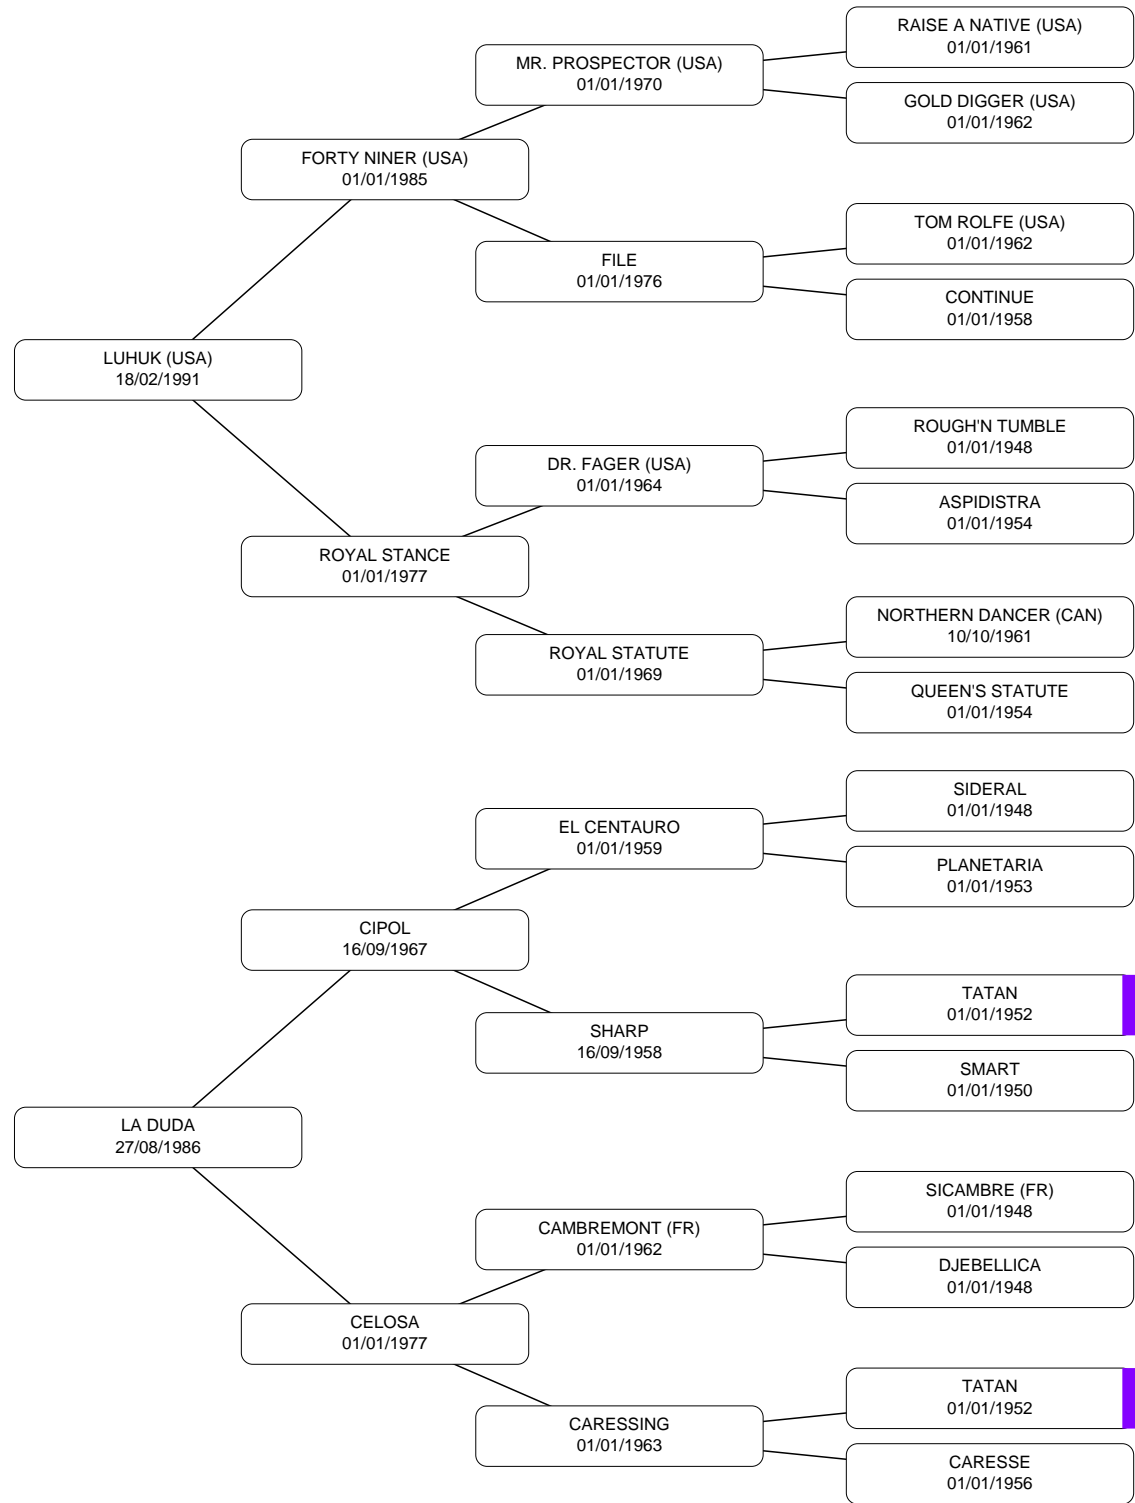 RAISE A NATIVE (USA)
01/01/1961
MR. PROSPECTOR (USA)
01/01/1970
GOLD DIGGER (USA)
01/01/1962
FORTY NINER (USA)
01/01/1985
TOM ROLFE (USA)
01/01/1962
FILE
01/01/1976
CONTINUE
01/01/1958
LUHUK (USA)
18/02/1991
ROUGH'N TUMBLE
01/01/1948
DR. FAGER (USA)
01/01/1964
ASPIDISTRA
01/01/1954
ROYAL STANCE
01/01/1977
NORTHERN DANCER (CAN)
10/10/1961
ROYAL STATUTE
01/01/1969
QUEEN'S STATUTE
01/01/1954
SIDERAL
01/01/1948
EL CENTAURO
01/01/1959
PLANETARIA
01/01/1953
CIPOL
16/09/1967
TATAN
01/01/1952
SHARP
16/09/1958
SMART
01/01/1950
LA DUDA
27/08/1986
SICAMBRE (FR)
01/01/1948
CAMBREMONT (FR)
01/01/1962
DJEBELLICA
01/01/1948
CELOSA
01/01/1977
TATAN
01/01/1952
CARESSING
01/01/1963
CARESSE
01/01/1956